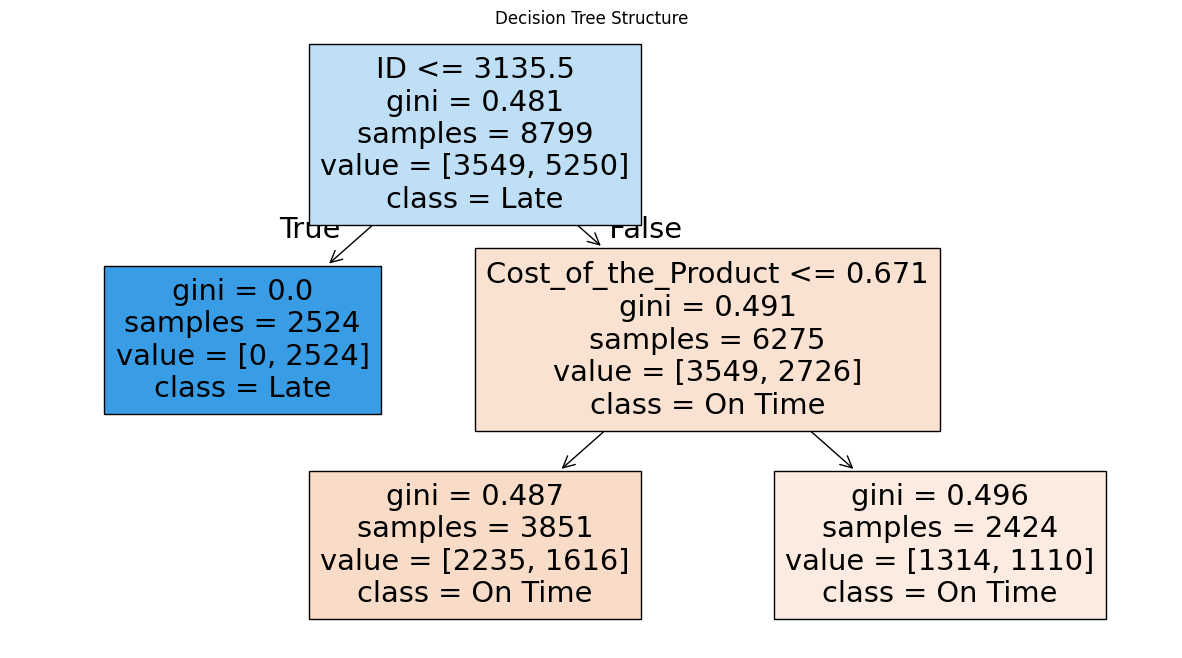 Decision Tree Structure
ID <= 3135.5
gini = 0.481
samples = 8799
value = [3549, 5250]
class = Late
True
False
gini = 0.0
samples = 2524
value = [0, 2524]
class = Late
Cost_of_the_Product <= 0.671
gini = 0.491
samples = 6275
value = [3549, 2726]
class = On Time
gini = 0.487
samples = 3851
value = [2235, 1616]
class = On Time
gini = 0.496
samples = 2424
value = [1314, 1110]
class = On Time